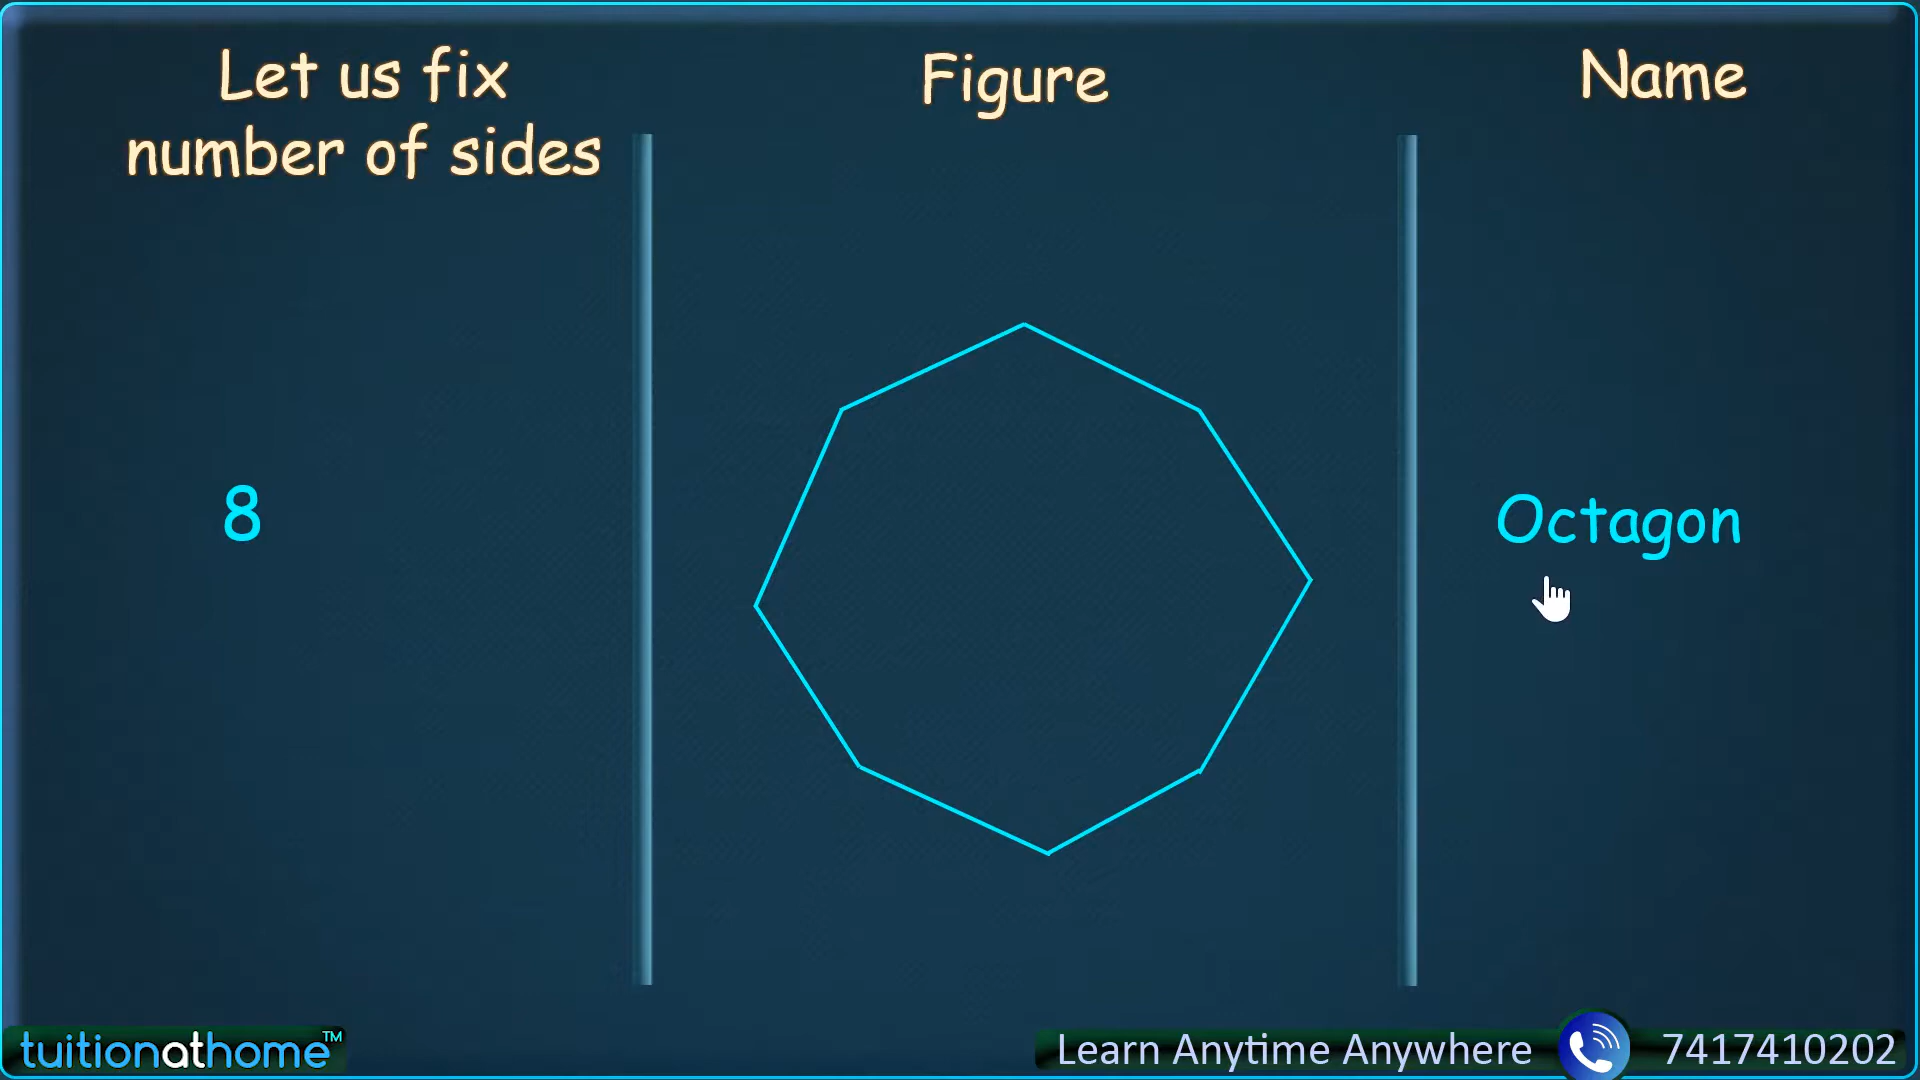 Let us fix
number of sides
Figure
Name
8
Octagon
tuitionathome™
Learn Anytime Anywhere
7417410202